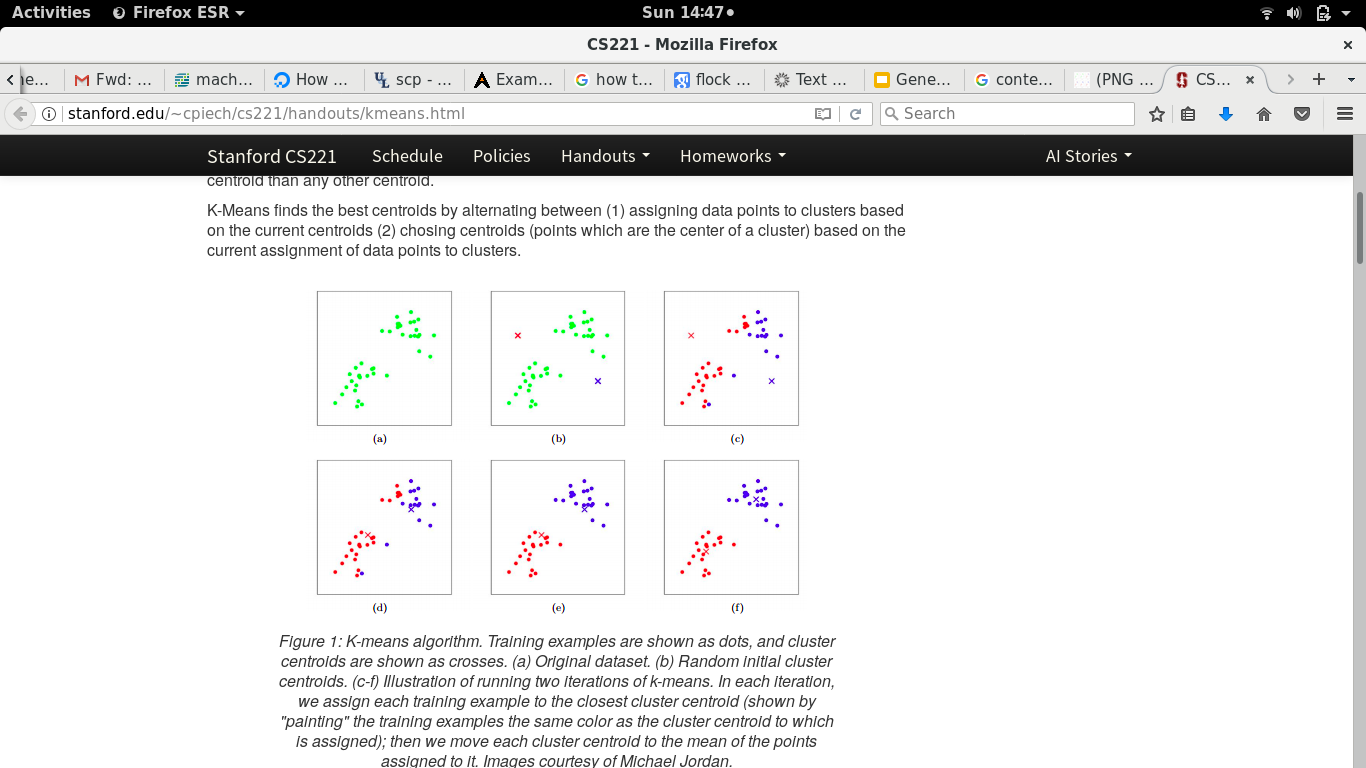 Activities Firefox ESR Sun 14:47
CS221 - Mozilla Firefox
ne... Fwd: ... mach... How ... scp - ... Exam... how t... flock ... Text ... Gene... conte... (PNG ... CS...
stanford.edu/~cpiech/cs221/handouts/kmeans.html Search
Stanford CS221 Schedule Policies Handouts Homeworks AI Stories
centroid than any other centroid.
K-Means finds the best centroids by alternating between (1) assigning data points to clusters based
on the current centroids (2) chosing centroids (points which are the center of a cluster) based on the
current assignment of data points to clusters.
(a) (b) (c)
(d) (e) (f)
Figure 1: K-means algorithm. Training examples are shown as dots, and cluster
centroids are shown as crosses. (a) Original dataset. (b) Random initial cluster
centroids. (c-f) Illustration of running two iterations of k-means. In each iteration,
we assign each training example to the closest cluster centroid (shown by
"painting" the training examples the same color as the cluster centroid to which
is assigned); then we move each cluster centroid to the mean of the points
assigned to it. Images courtesy of Michael Jordan.